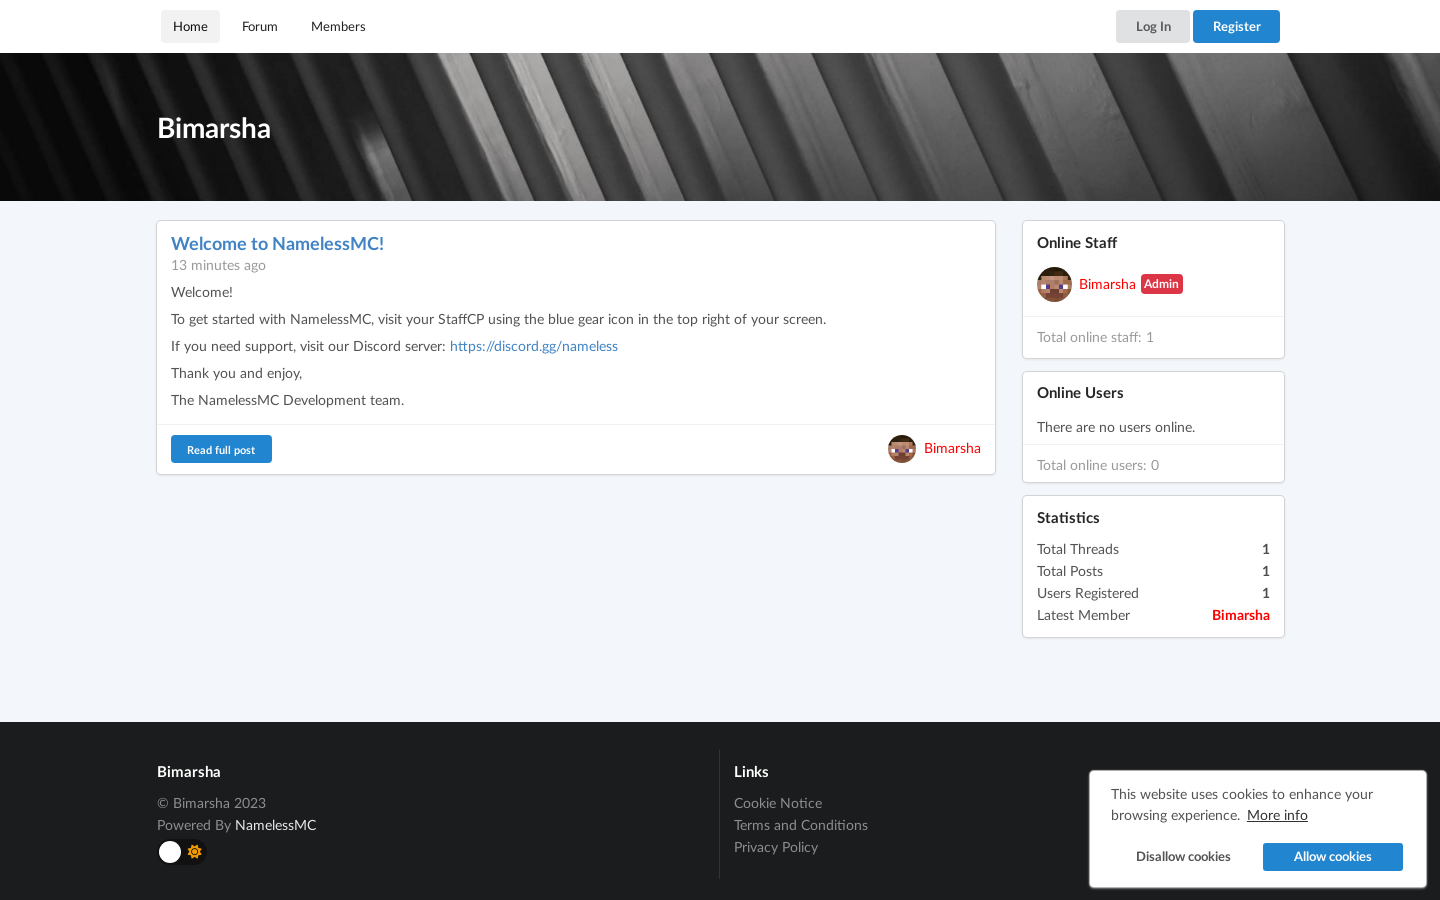 Home Forum Members Log In Register
Bimarsha
Welcome to NamelessMC!
13 minutes ago
Welcome!
To get started with NamelessMC, visit your StaffCP using the blue gear icon in the top right of your screen.
If you need support, visit our Discord server: https://discord.gg/nameless
Thank you and enjoy,
The NamelessMC Development team.
Read full post Bimarsha
Online Staff
Bimarsha Admin
Total online staff: 1
Online Users
There are no users online.
Total online users: 0
Statistics
Total Threads 1
Total Posts 1
Users Registered 1
Latest Member Bimarsha
Bimarsha
© Bimarsha 2023
Powered By NamelessMC
Links
Cookie Notice
Terms and Conditions
Privacy Policy
This website uses cookies to enhance your
browsing experience. More info
Disallow cookies Allow cookies